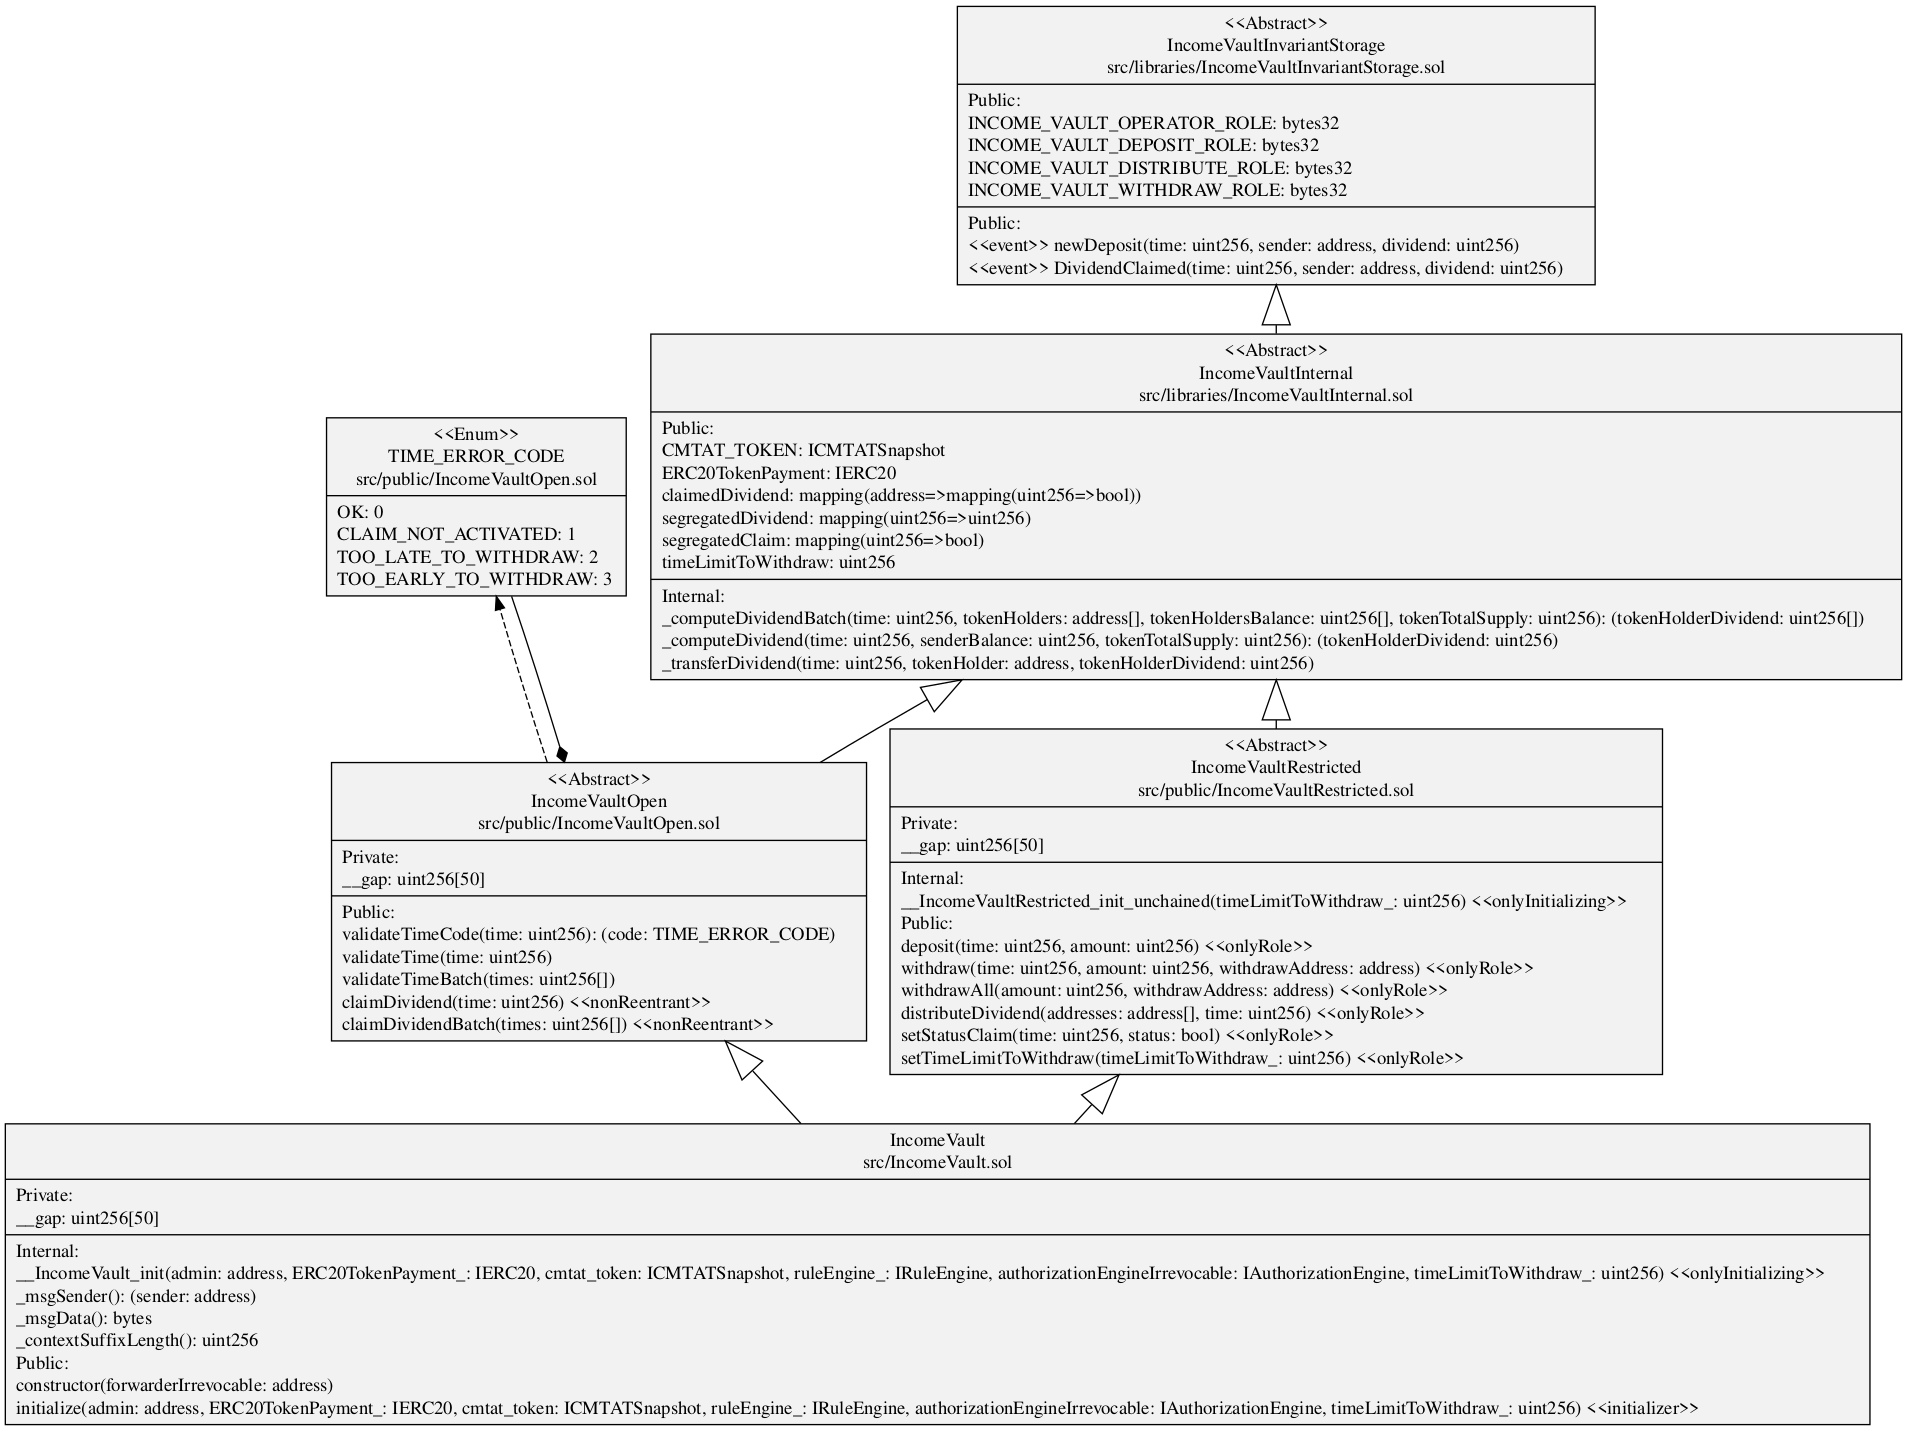 <<Abstract>>
IncomeVaultInvariantStorage
src/libraries/IncomeVaultInvariantStorage.sol
Public:
INCOME_VAULT_OPERATOR_ROLE: bytes32
INCOME_VAULT_DEPOSIT_ROLE: bytes32
INCOME_VAULT_DISTRIBUTE_ROLE: bytes32
INCOME_VAULT_WITHDRAW_ROLE: bytes32
Public:
<<event>> newDeposit(time: uint256, sender: address, dividend: uint256)
<<event>> DividendClaimed(time: uint256, sender: address, dividend: uint256)
<<Abstract>>
IncomeVaultInternal
src/libraries/IncomeVaultInternal.sol
Public:
CMTAT_TOKEN: ICMTATSnapshot
ERC20TokenPayment: IERC20
claimedDividend: mapping(address=>mapping(uint256=>bool))
segregatedDividend: mapping(uint256=>uint256)
segregatedClaim: mapping(uint256=>bool)
timeLimitToWithdraw: uint256
Internal:
_computeDividendBatch(time: uint256, tokenHolders: address[], tokenHoldersBalance: uint256[], tokenTotalSupply: uint256): (tokenHolderDividend: uint256[])
_computeDividend(time: uint256, senderBalance: uint256, tokenTotalSupply: uint256): (tokenHolderDividend: uint256)
_transferDividend(time: uint256, tokenHolder: address, tokenHolderDividend: uint256)
<<Enum>>
TIME_ERROR_CODE
src/public/IncomeVaultOpen.sol
OK: 0
CLAIM_NOT_ACTIVATED: 1
TOO_LATE_TO_WITHDRAW: 2
TOO_EARLY_TO_WITHDRAW: 3
<<Abstract>>
IncomeVaultOpen
src/public/IncomeVaultOpen.sol
Private:
__gap: uint256[50]
Public:
validateTimeCode(time: uint256): (code: TIME_ERROR_CODE)
validateTime(time: uint256)
validateTimeBatch(times: uint256[])
claimDividend(time: uint256) <<nonReentrant>>
claimDividendBatch(times: uint256[]) <<nonReentrant>>
<<Abstract>>
IncomeVaultRestricted
src/public/IncomeVaultRestricted.sol
Private:
__gap: uint256[50]
Internal:
__IncomeVaultRestricted_init_unchained(timeLimitToWithdraw_: uint256) <<onlyInitializing>>
Public:
deposit(time: uint256, amount: uint256) <<onlyRole>>
withdraw(time: uint256, amount: uint256, withdrawAddress: address) <<onlyRole>>
withdrawAll(amount: uint256, withdrawAddress: address) <<onlyRole>>
distributeDividend(addresses: address[], time: uint256) <<onlyRole>>
setStatusClaim(time: uint256, status: bool) <<onlyRole>>
setTimeLimitToWithdraw(timeLimitToWithdraw_: uint256) <<onlyRole>>
IncomeVault
src/IncomeVault.sol
Private:
__gap: uint256[50]
Internal:
__IncomeVault_init(admin: address, ERC20TokenPayment_: IERC20, cmtat_token: ICMTATSnapshot, ruleEngine_: IRuleEngine, authorizationEngineIrrevocable: IAuthorizationEngine, timeLimitToWithdraw_: uint256) <<onlyInitializing>>
_msgSender(): (sender: address)
_msgData(): bytes
_contextSuffixLength(): uint256
Public:
constructor(forwarderIrrevocable: address)
initialize(admin: address, ERC20TokenPayment_: IERC20, cmtat_token: ICMTATSnapshot, ruleEngine_: IRuleEngine, authorizationEngineIrrevocable: IAuthorizationEngine, timeLimitToWithdraw_: uint256) <<initializer>>